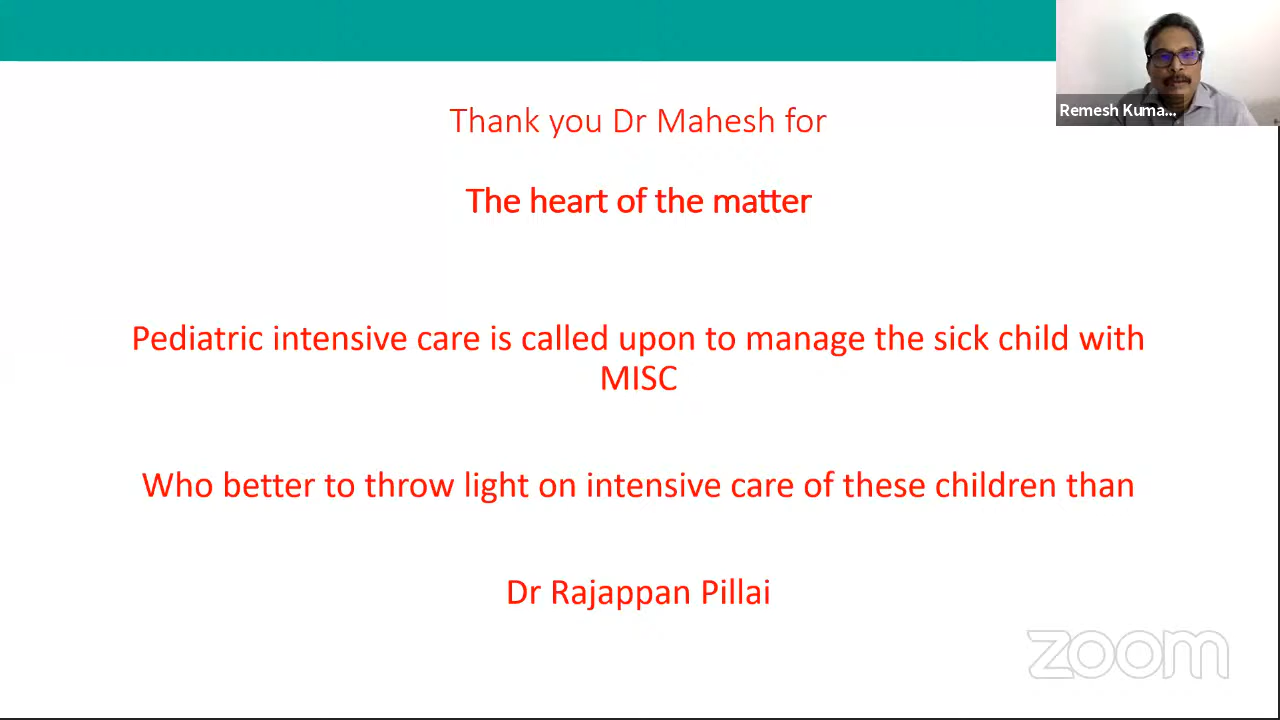 Remesh Kuma...
Thank you Dr Mahesh for
The heart of the matter
Pediatric intensive care is called upon to manage the sick child with
MISC
Who better to throw light on intensive care of these children than
Dr Rajappan Pillai
zoom